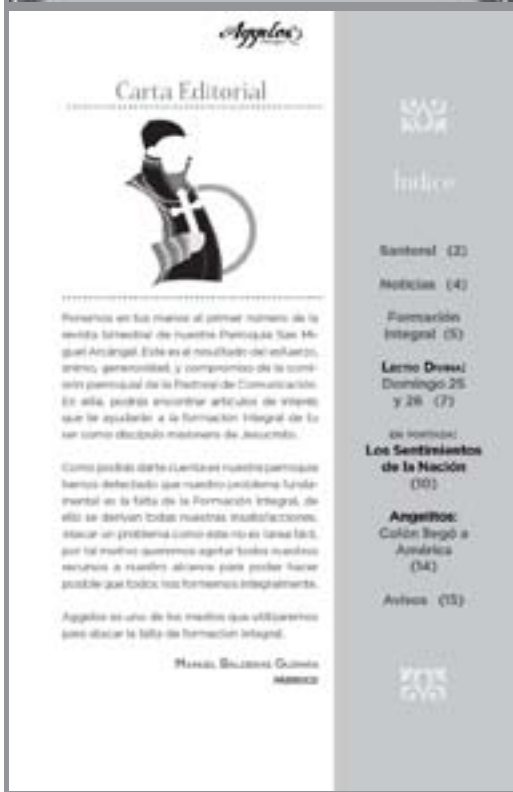 Aggelos
Carta Editorial
Ponemos en tus manos el primer número de la
revista bimestral de nuestra Parroquia San Mi-
guel Arcángel. Este es el resultado del esfuerzo,
ánimo, generosidad, y compromiso de la comi-
sión parroquial de la Pastoral de Comunicación.
En ella, podrás encontrar artículos de interés
que te ayudarán a la formación integral de tu
ser como discípulo misionero de Jesucristo.
Como podrás darte cuenta en nuestra parroquia
hemos detectado que nuestro problema funda-
mental es la falta de la Formación Integral, de
ello se derivan todas nuestras insatisfacciones.
Atacar un problema como este no es tarea fácil,
por tal motivo queremos agotar todos nuestros
recursos a nuestro alcance para poder hacer
posible que todos nos formemos integralmente.
Aggelos es uno de los medios que utilizaremos
para atacar la falta de formación integral.
Manuel Balderas Guzmán
PÁRROCO
Índice
Santoral (2)
Noticias (4)
Formación
Integral (5)
Lectio Divina:
Domingo 25
y 26 (7)
(EN PORTADA)
Los Sentimientos
de la Nación
(10)
Angelitos:
Colón llegó a
América
(14)
Avisos (15)